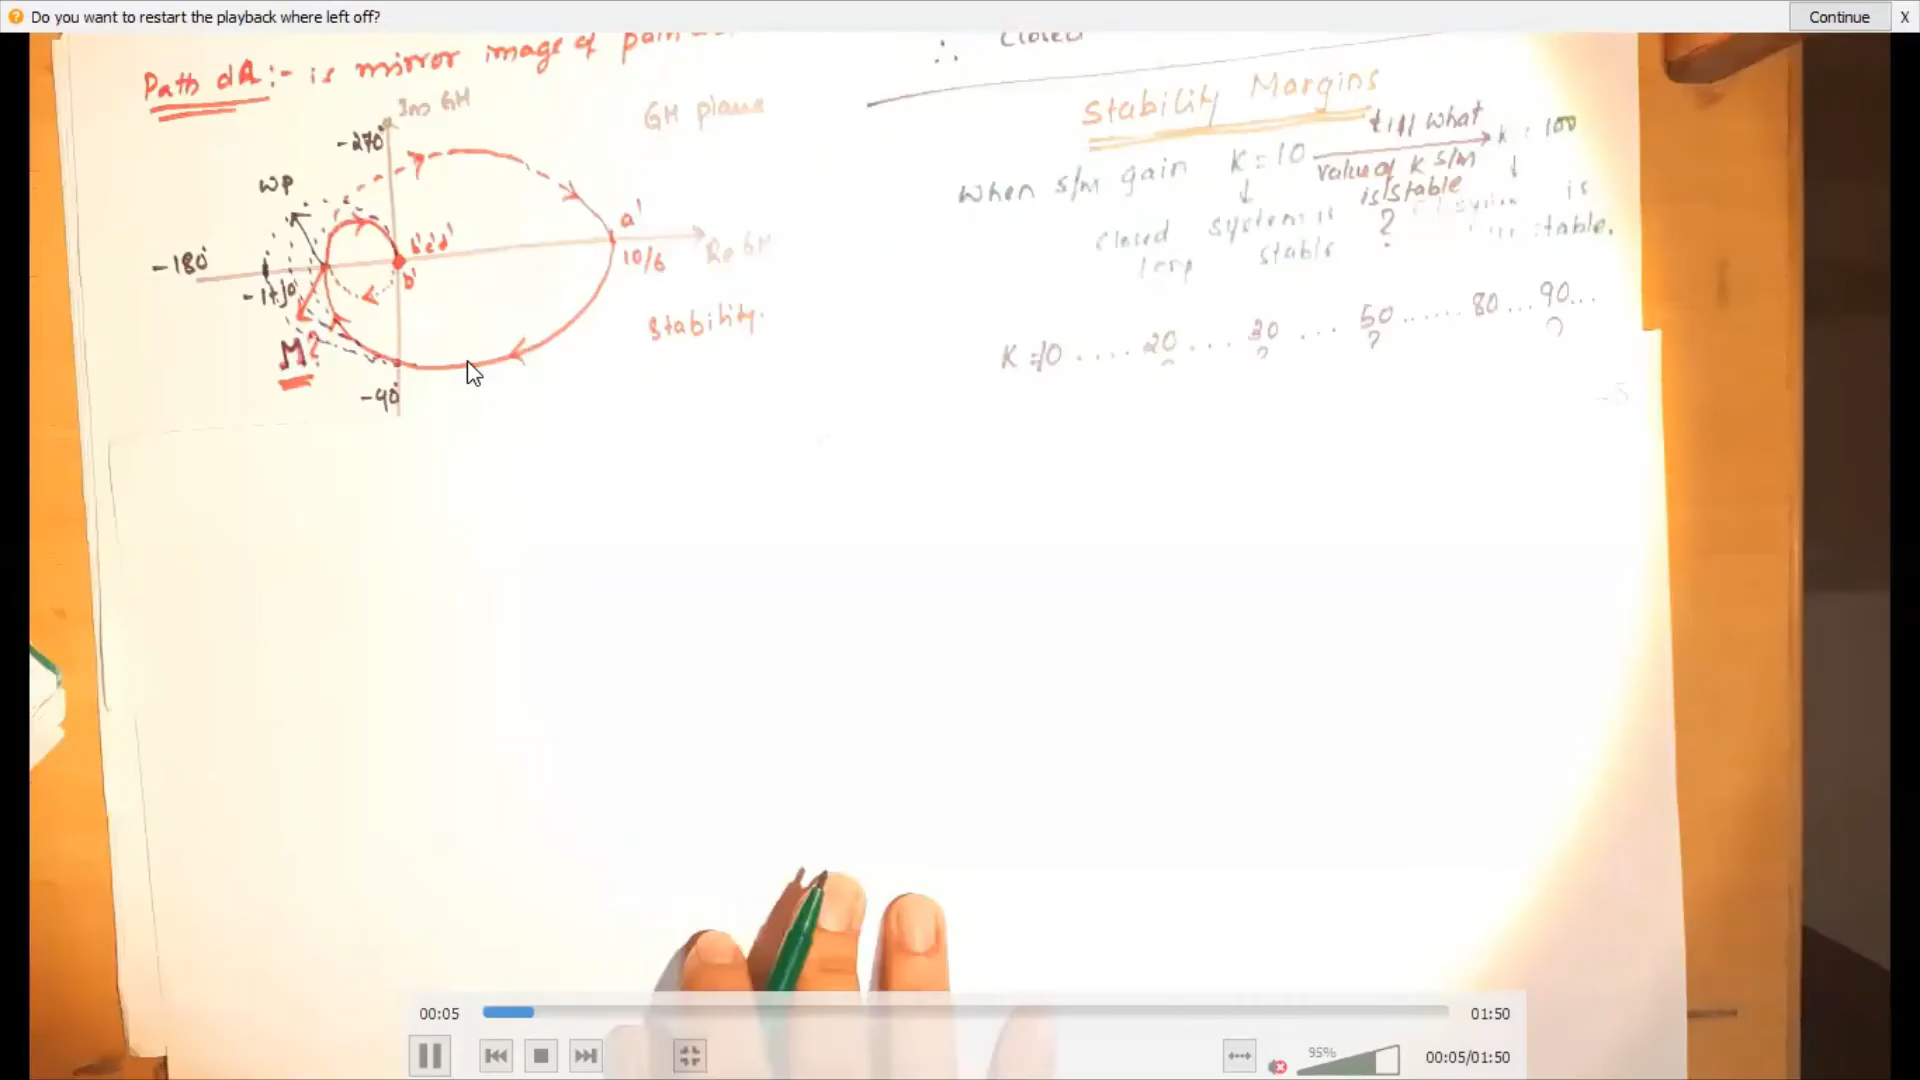 Do you want to restart the playback where left off?
Continue
X
Path dA:- is mirror image of path
∴ Closed
Im GH
GH plane
-270°
ωp
-180°
-1+j0
a'
b'c'd'
b'
10/6
Re GH
M?
-90°
Stability.
Stability Margins
When s/m gain K=10
till what
value of K s/m
is stable
?
K=100
closed system is
loop stable
is
unstable.
K=10 .... 20 ... 30 .... 50 ...... 80 ... 90...
? ?
00:05
01:50
95%
00:05/01:50